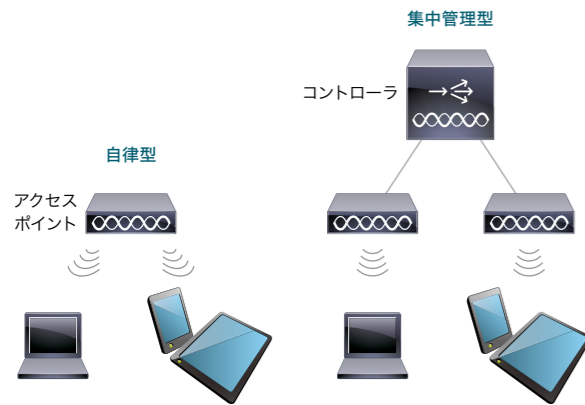 集中管理型
コントローラ
自律型
アクセス
ポイント